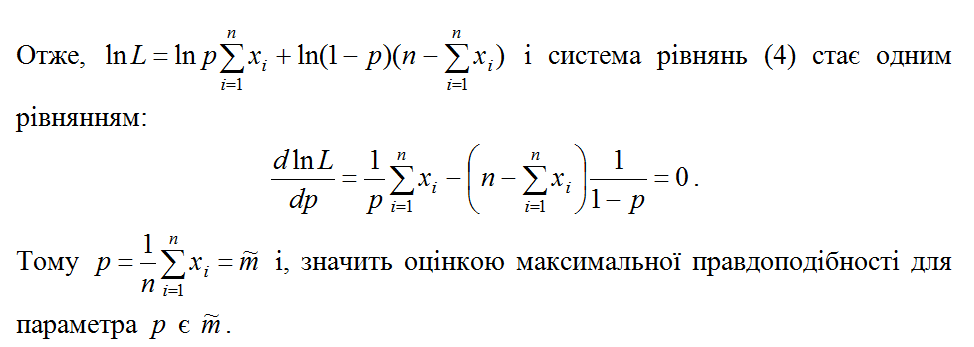 Отже, ln L = ln p ∑_{i=1}^{n} x_i + ln(1 − p)(n − ∑_{i=1}^{n} x_i) і система рівнянь (4) стає одним
рівнянням:
d ln L / dp = 1/p ∑_{i=1}^{n} x_i − (n − ∑_{i=1}^{n} x_i) 1/(1 − p) = 0 .
Тому p = 1/n ∑_{i=1}^{n} x_i = m̃ і, значить оцінкою максимальної правдоподібності для
параметра p є m̃ .